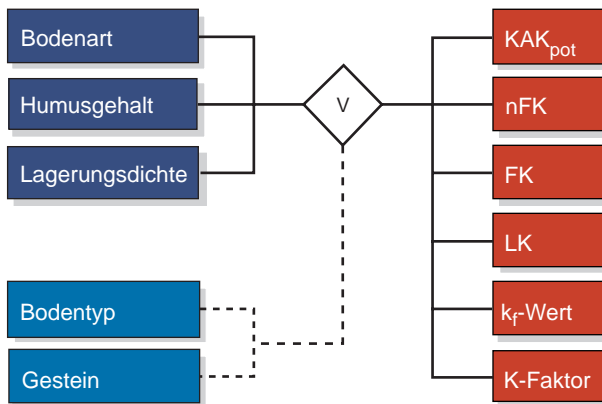 Bodenart
Humusgehalt
Lagerungsdichte
Bodentyp
Gestein
V
KAKpot
nFK
FK
LK
kf-Wert
K-Faktor